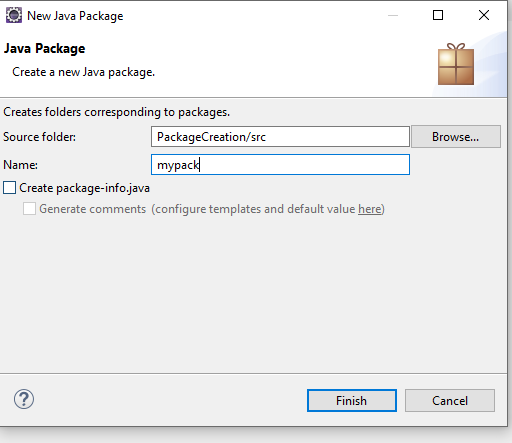 New Java Package
Java Package
Create a new Java package.
Creates folders corresponding to packages.
Source folder: PackageCreation/src Browse...
Name: mypack
Create package-info.java
Generate comments (configure templates and default value here)
? Finish Cancel